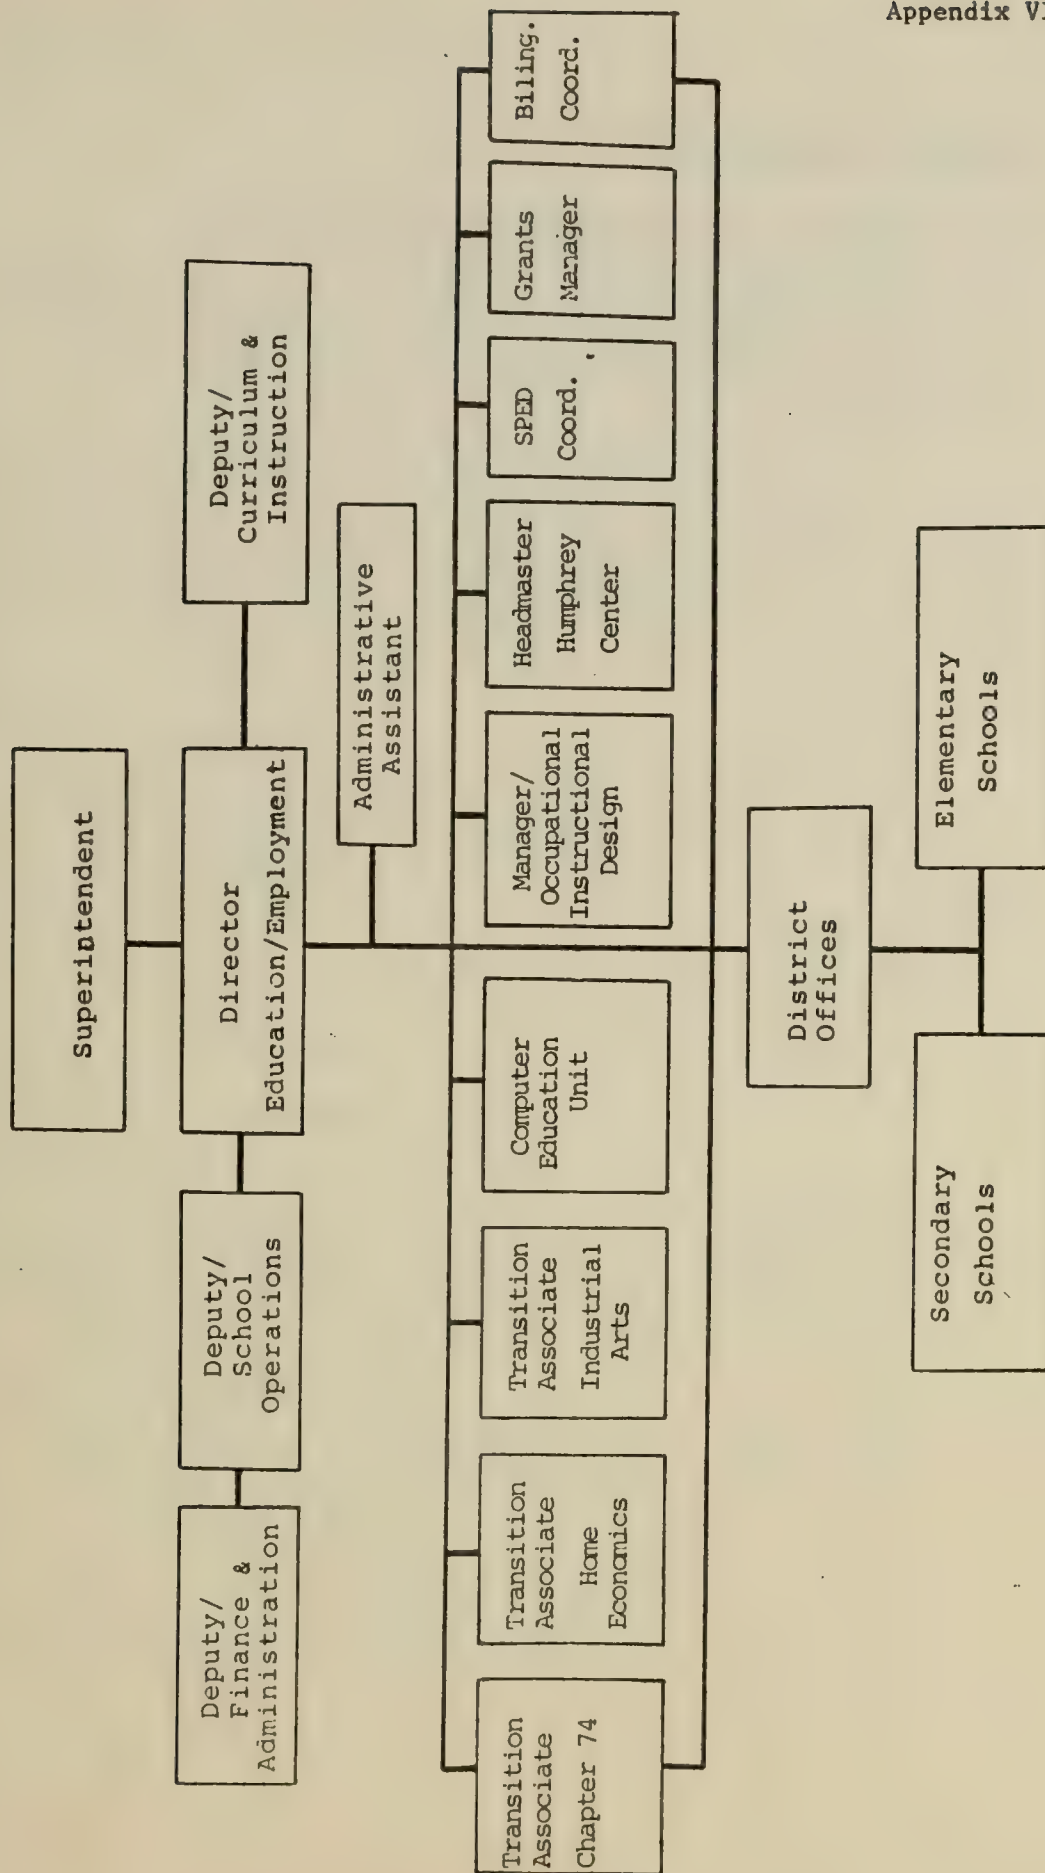 Appendix VI
Superintendent
Deputy/
Finance &
Administration
Deputy/
School
Operations
Director
Education/Employment
Deputy/
Curriculum &
Instruction
Administrative
Assistant
Transition
Associate
Chapter 74
Transition
Associate
Home
Economics
Transition
Associate
Industrial
Arts
Computer
Education
Unit
Manager/
Occupational
Instructional
Design
Headmaster
Humphrey
Center
SPED
Coord.
Grants
Manager
Biling.
Coord.
District
Offices
Secondary
Schools
Elementary
Schools